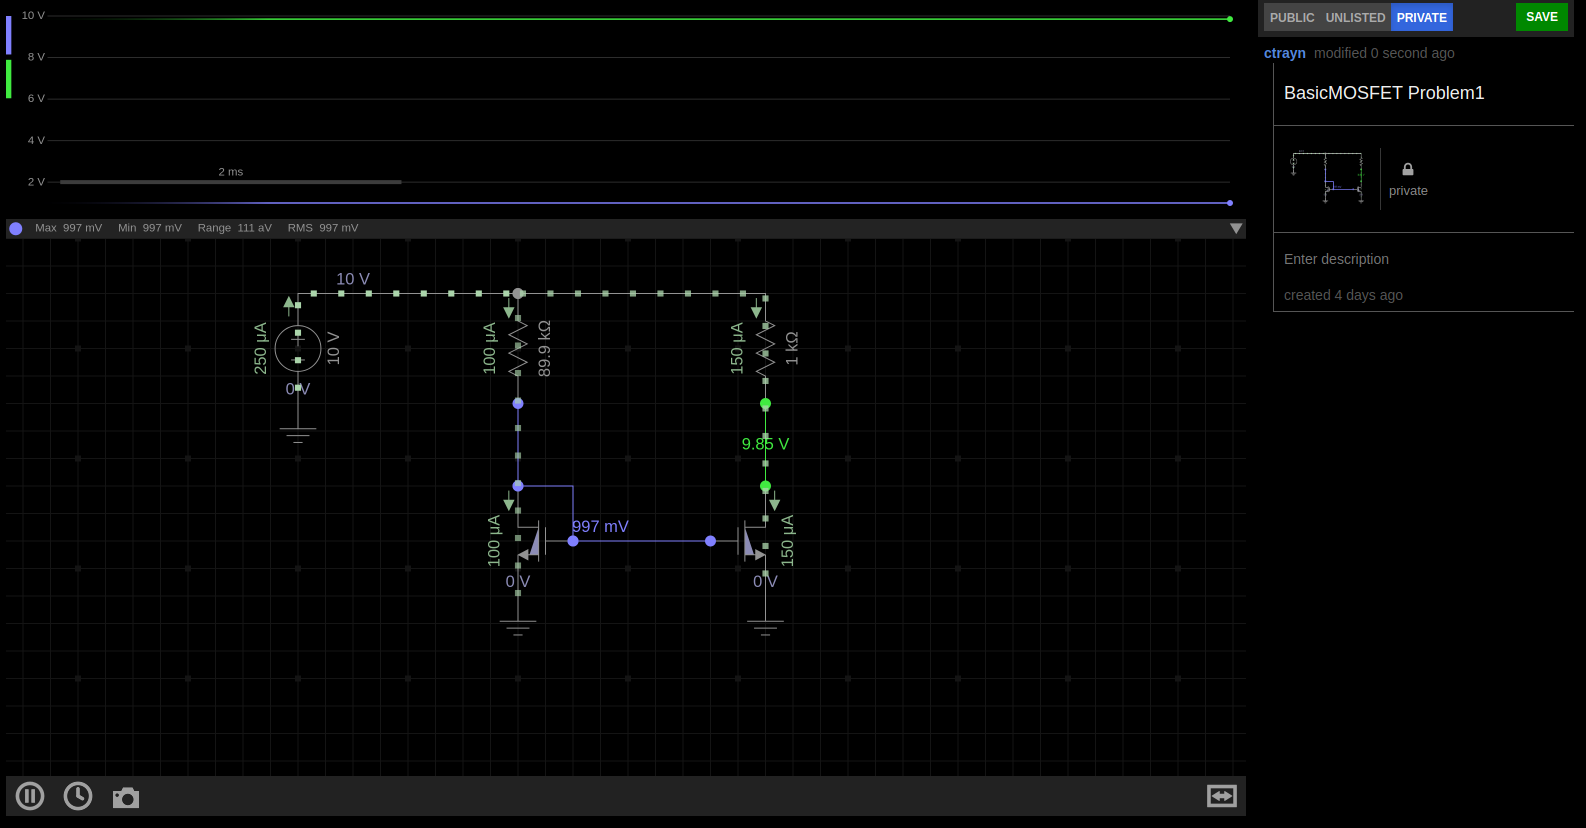 10 V
8 V
6 V
4 V
2 ms
2 V
Max 997 mV Min 997 mV Range 111 aV RMS 997 mV
10 V
250 µA
10 V
0 V
100 µA
89.9 kΩ
150 µA
1 kΩ
9.85 V
100 µA
997 mV
150 µA
0 V
0 V
PUBLIC UNLISTED PRIVATE SAVE
ctrayn modified 0 second ago
BasicMOSFET Problem1
private
Enter description
created 4 days ago